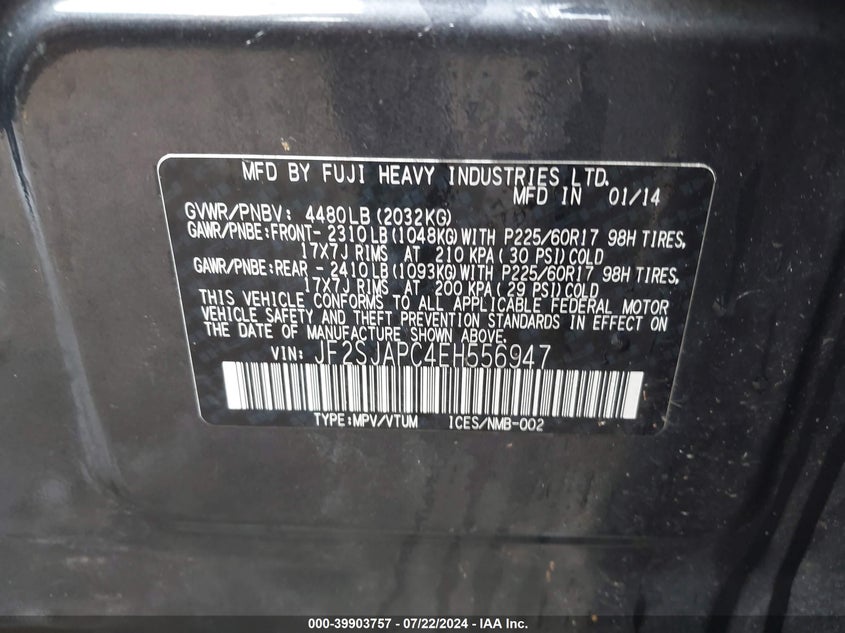 MFD BY FUJI HEAVY INDUSTRIES LTD.
MFD IN 01/14
GVWR/PNBV: 4480LB(2032KG)
GAWR/PNBE:FRONT- 2310LB(1048KG)WITH P225/60R17 98H TIRES,
17X7J RIMS AT 210 KPA(30 PSI)COLD
GAWR/PNBE:REAR - 2410LB(1093KG)WITH P225/60R17 98H TIRES,
17X7J RIMS AT 200 KPA(29 PSI)COLD
THIS VEHICLE CONFORMS TO ALL APPLICABLE FEDERAL MOTOR
VEHICLE SAFETY AND THEFT PREVENTION STANDARDS IN EFFECT ON
THE DATE OF MANUFACTURE SHOWN ABOVE.
VIN: JF2SJAPC4EH556947
TYPE:MPV/VTUM ICES/NMB-002
000-39903757 - 07/22/2024 - IAA Inc.